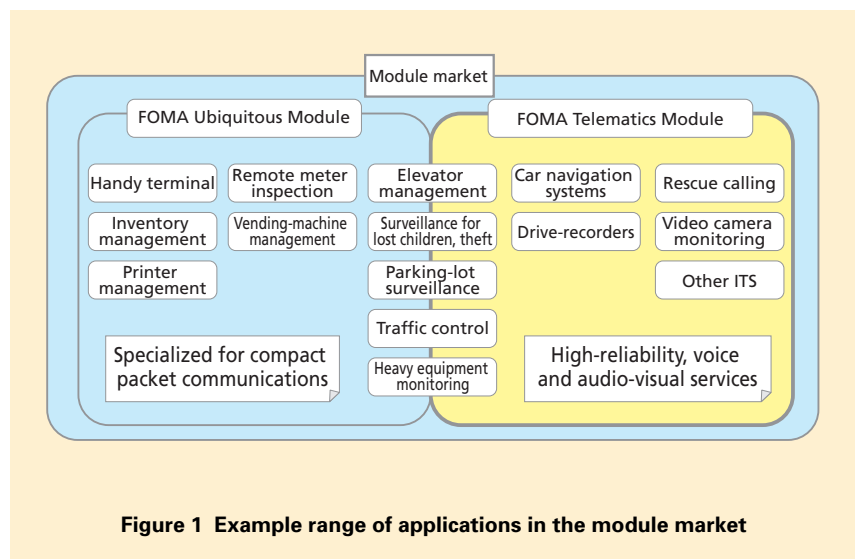 Module market
FOMA Ubiquitous Module
FOMA Telematics Module
Handy terminal
Remote meter
inspection
Elevator
management
Car navigation
systems
Rescue calling
Inventory
management
Vending-machine
management
Surveillance for
lost children, theft
Drive-recorders
Video camera
monitoring
Printer
management
Parking-lot
surveillance
Other ITS
Traffic control
Heavy equipment
monitoring
Specialized for compact
packet communications
High-reliability, voice
and audio-visual services
Figure 1 Example range of applications in the module market